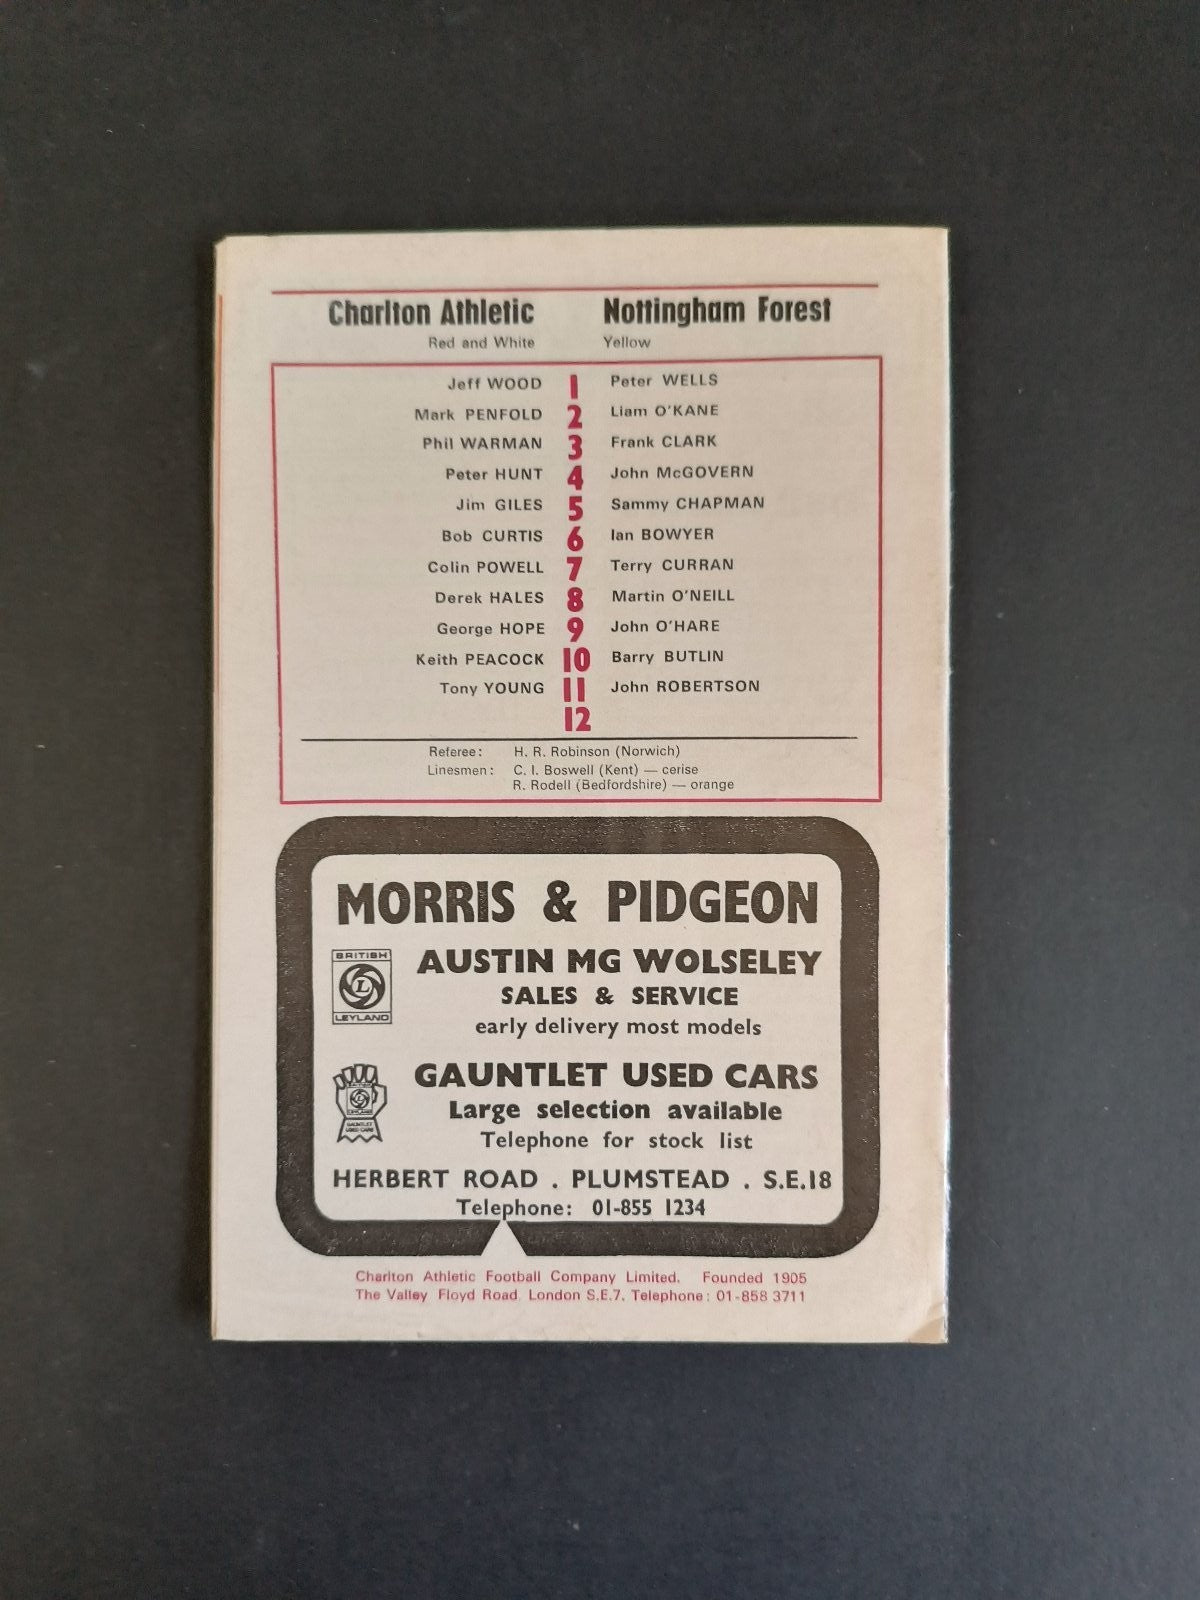 Charlton Athletic Nottingham Forest
Red and White Yellow
Jeff WOOD 1 Peter WELLS
Mark PENFOLD 2 Liam O'KANE
Phil WARMAN 3 Frank CLARK
Peter HUNT 4 John McGOVERN
Jim GILES 5 Sammy CHAPMAN
Bob CURTIS 6 Ian BOWYER
Colin POWELL 7 Terry CURRAN
Derek HALES 8 Martin O'NEILL
George HOPE 9 John O'HARE
Keith PEACOCK 10 Barry BUTLIN
Tony YOUNG 11 John ROBERTSON
12
Referee: H. R. Robinson (Norwich)
Linesmen: C. I. Boswell (Kent) — cerise
R. Rodell (Bedfordshire) — orange
MORRIS & PIDGEON
BRITISH
L
LEYLAND
AUSTIN MG WOLSELEY
SALES & SERVICE
early delivery most models
GAUNTLET USED CARS
GAUNTLET
USED CARS
Large selection available
Telephone for stock list
HERBERT ROAD . PLUMSTEAD . S.E.18
Telephone: 01-855 1234
Charlton Athletic Football Company Limited. Founded 1905
The Valley Floyd Road London S.E.7. Telephone: 01-858 3711